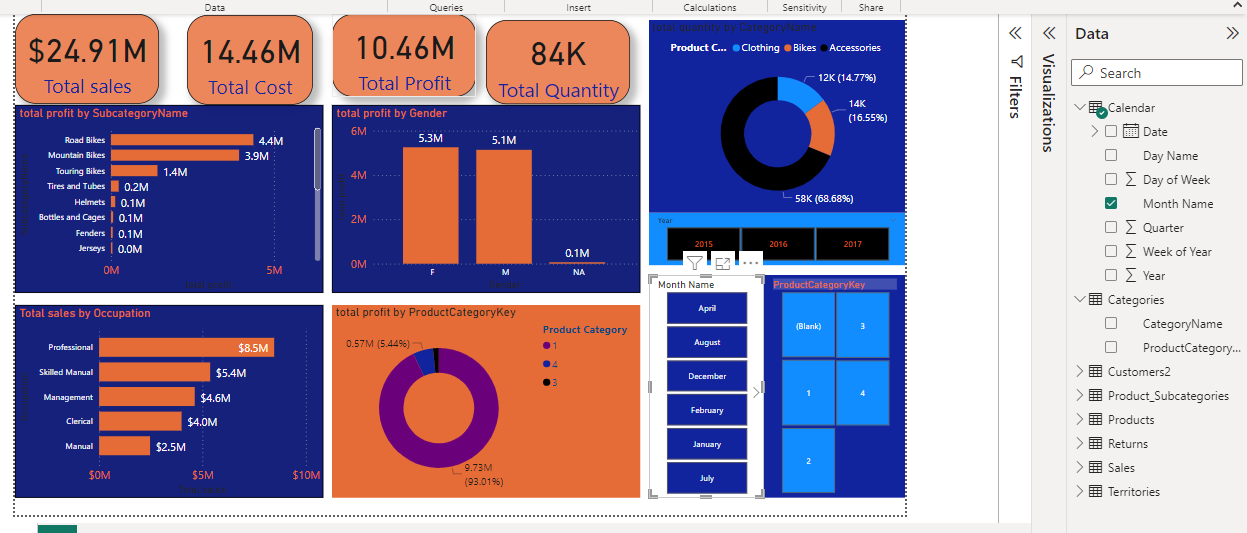 Data
Queries
Insert
Calculations
Sensitivity
Share
$24.91M
Total sales
14.46M
Total Cost
10.46M
Total Profit
84K
Total Quantity
total quantity by CategoryName
Product C... Clothing Bikes Accessories
12K (14.77%)
14K
(16.55%)
58K (68.68%)
total profit by SubcategoryName
Road Bikes 4.4M
Mountain Bikes 3.9M
Touring Bikes 1.4M
Tires and Tubes 0.2M
Helmets 0.1M
Bottles and Cages 0.1M
Fenders 0.1M
Jerseys 0.0M
0M 5M
total profit by Gender
6M
4M
2M
0M
5.3M
5.1M
0.1M
F M NA
Year
2015 2016 2017
Total sales by Occupation
Professional $8.5M
Skilled Manual $5.4M
Management $4.6M
Clerical $4.0M
Manual $2.5M
$0M $5M $10M
total profit by ProductCategoryKey
Product Category
1
4
3
0.57M (5.44%)
9.73M
(93.01%)
Month Name
April
August
December
February
January
July
ProductCategoryKey
(Blank) 3
1 4
2
Filters
Visualizations
Data
Search
Calendar
Date
Day Name
Day of Week
Month Name
Quarter
Week of Year
Year
Categories
CategoryName
ProductCategory...
Customers2
Product_Subcategories
Products
Returns
Sales
Territories